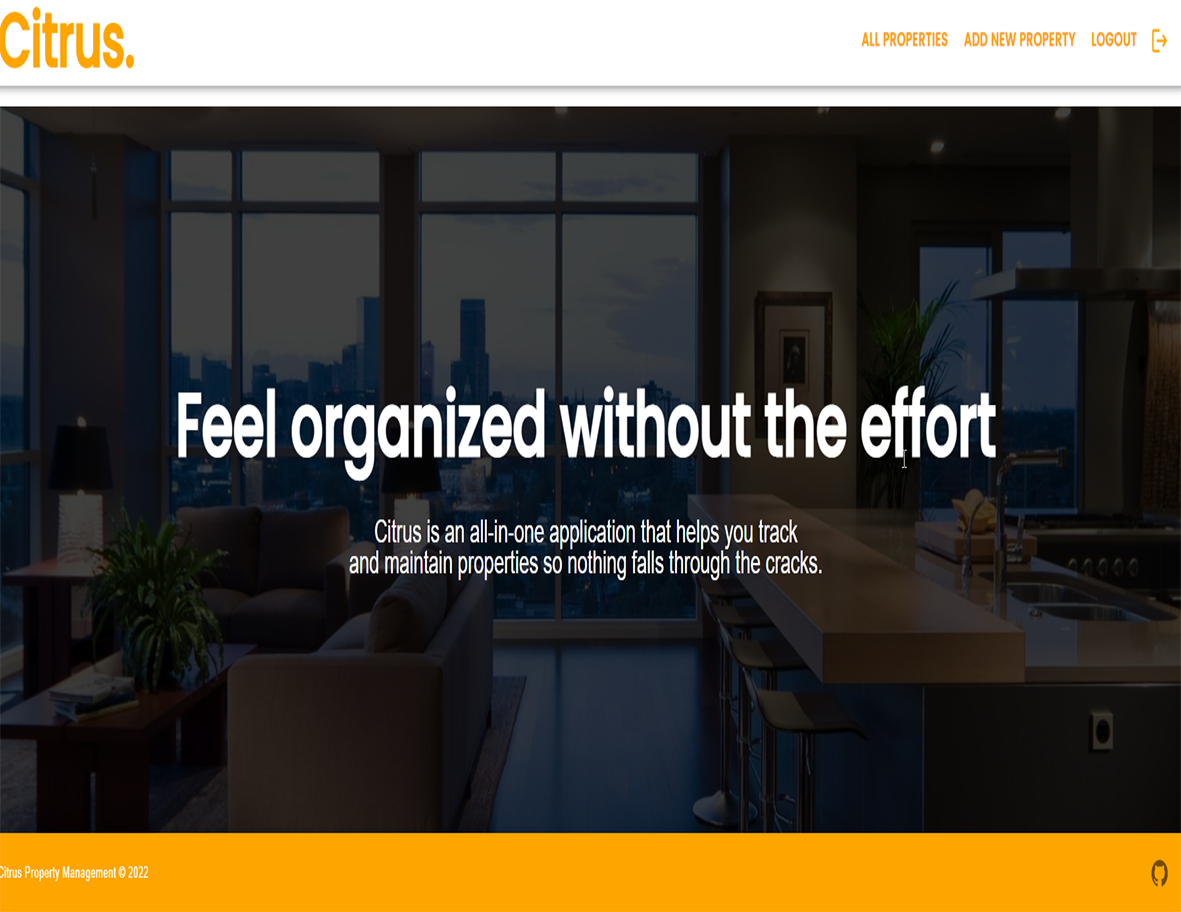 Citrus.
ALL PROPERTIES ADD NEW PROPERTY LOGOUT
Feel organized without the effort
Citrus is an all-in-one application that helps you track
and maintain properties so nothing falls through the cracks.
Citrus Property Management © 2022